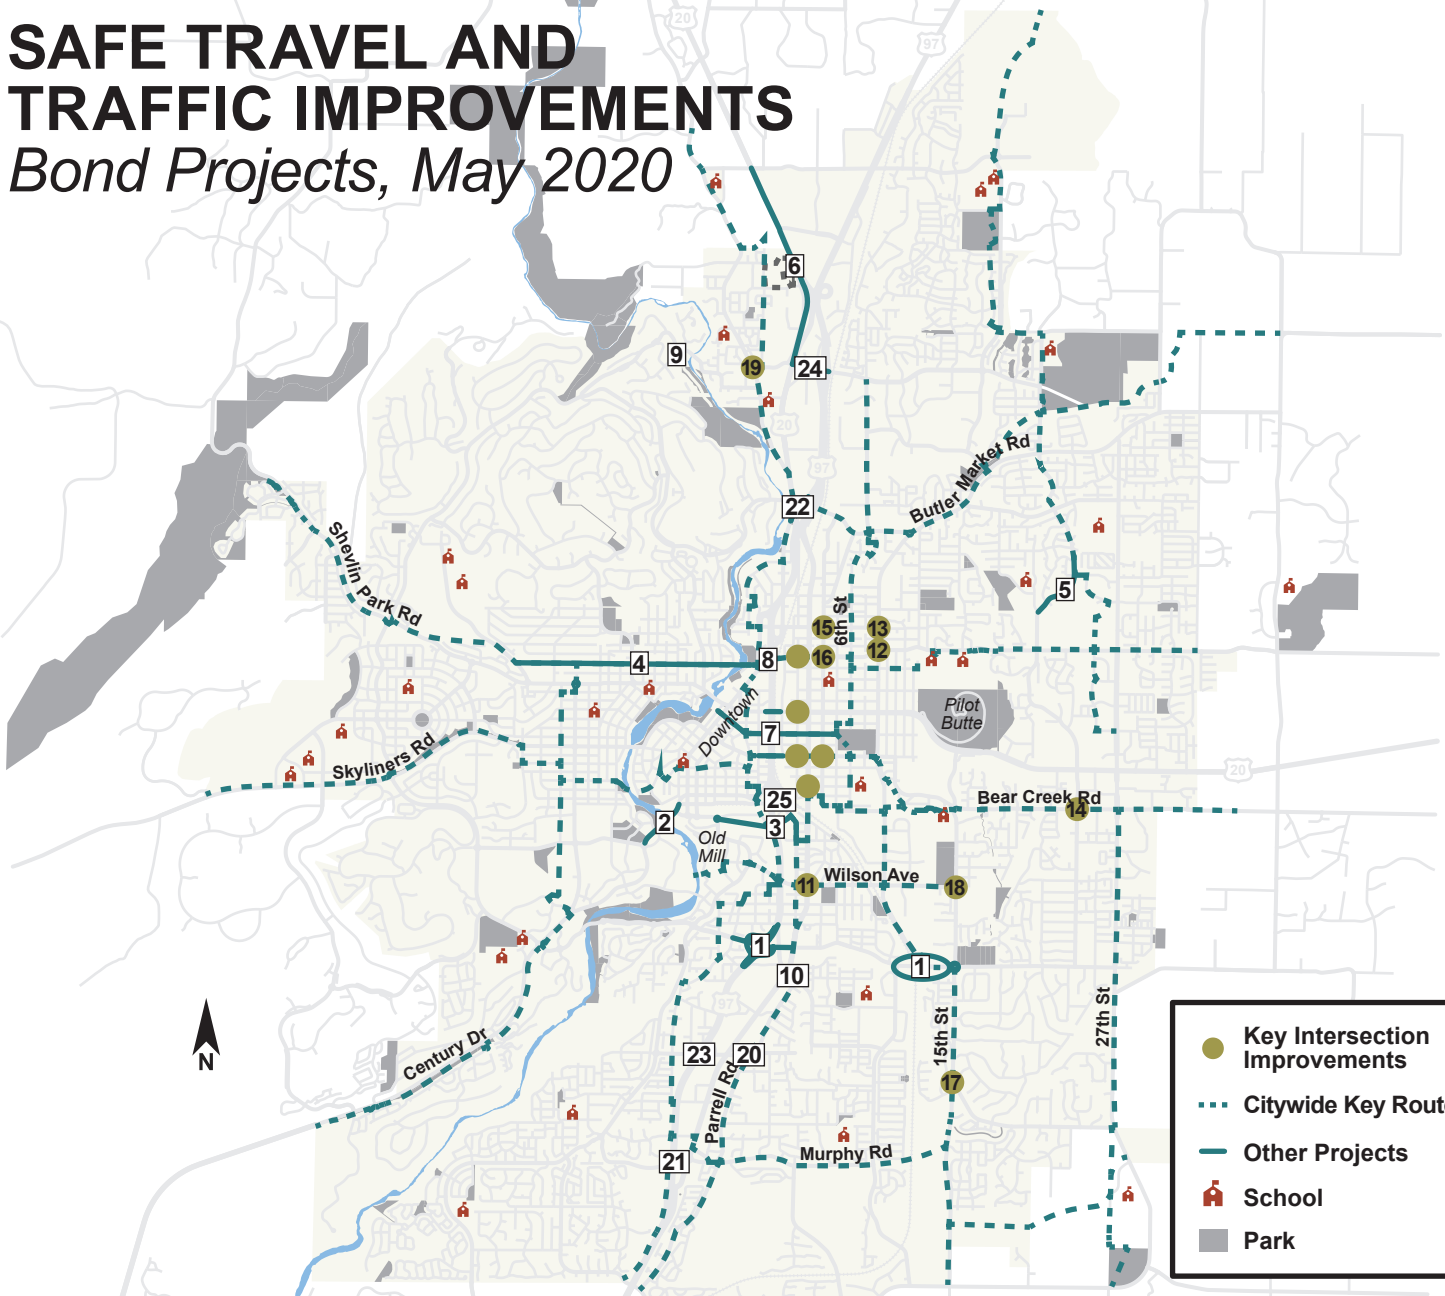 SAFE TRAVEL AND
TRAFFIC IMPROVEMENTS
Bond Projects, May 2020
20
97
6
9
19
24
20
97
Butler Market Rd
22
Shevlin Park Rd
5
6th St
15
13
12
16
8
4
Pilot
Butte
Downtown
7
Skyliners Rd
20
25
Bear Creek Rd
14
2
3
Old
Mill
11
Wilson Ave
18
1
1
10
97
15th St
27th St
Century Dr
N
23
20
Parrell Rd
17
21
Murphy Rd
Key Intersection
Improvements
Citywide Key Rout
Other Projects
School
Park